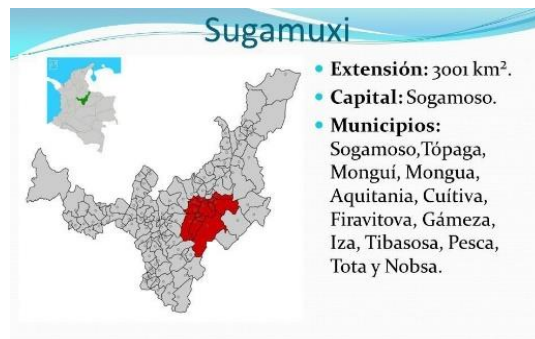 Sugamuxi
Extensión: 3001 km².
Capital: Sogamoso.
Municipios:
Sogamoso,Tópaga,
Monguí, Mongua,
Aquitania, Cuítiva,
Firavitova, Gámeza,
Iza, Tibasosa, Pesca,
Tota y Nobsa.